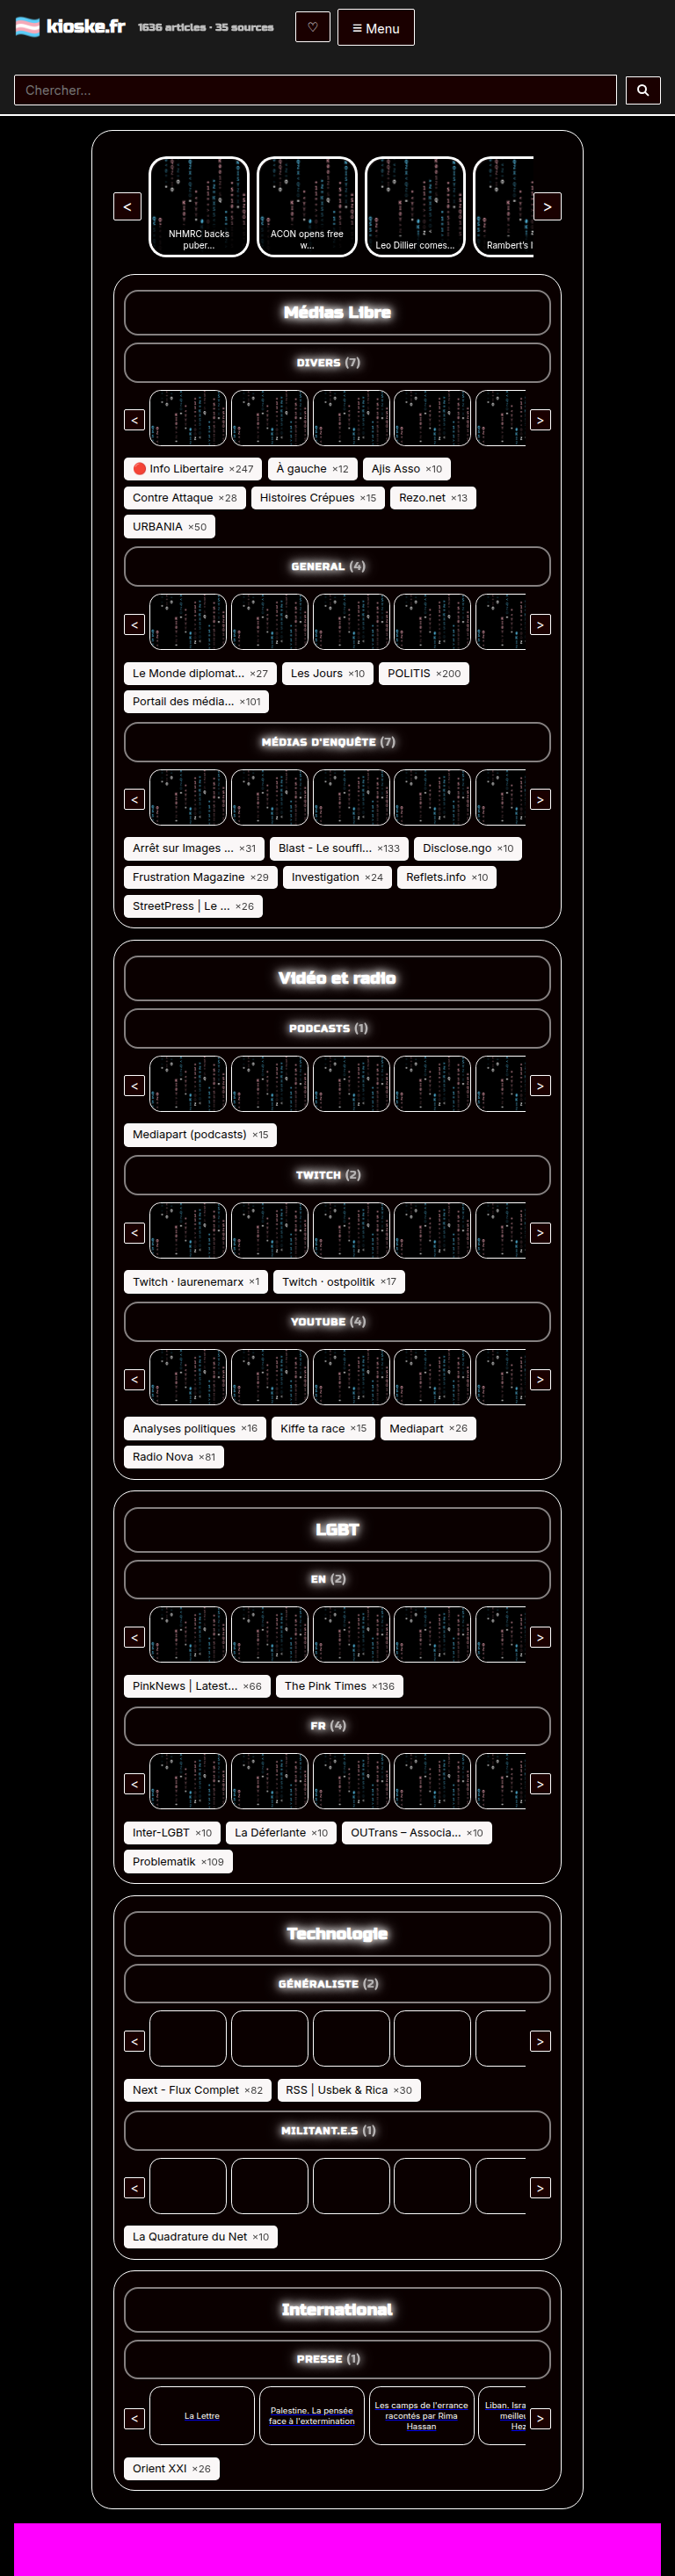 kioske.fr 1636 articles · 35 sources ♡ ≡ Menu
Chercher...
< >
NHMRC backs
puber...
ACON opens free
w...
Leo Dillier comes...
Rambert's
Médias Libre
DIVERS (7)
< >
🔴 Info Libertaire ×247 À gauche ×12 Ajis Asso ×10
Contre Attaque ×28 Histoires Crépues ×15 Rezo.net ×13
URBANIA ×50
GENERAL (4)
< >
Le Monde diplomat... ×27 Les Jours ×10 POLITIS ×200
Portail des média... ×101
MÉDIAS D'ENQUÊTE (7)
< >
Arrêt sur Images ... ×31 Blast - Le souffl... ×133 Disclose.ngo ×10
Frustration Magazine ×29 Investigation ×24 Reflets.info ×10
StreetPress | Le ... ×26
Vidéo et radio
PODCASTS (1)
< >
Mediapart (podcasts) ×15
TWITCH (2)
< >
Twitch · laurenemarx ×1 Twitch · ostpolitik ×17
YOUTUBE (4)
< >
Analyses politiques ×16 Kiffe ta race ×15 Mediapart ×26
Radio Nova ×81
LGBT
EN (2)
< >
PinkNews | Latest... ×66 The Pink Times ×136
FR (4)
< >
Inter-LGBT ×10 La Déferlante ×10 OUTrans – Associa... ×10
Problematik ×109
Technologie
GÉNÉRALISTE (2)
< >
Next - Flux Complet ×82 RSS | Usbek & Rica ×30
MILITANT.E.S (1)
< >
La Quadrature du Net ×10
International
PRESSE (1)
< >
La Lettre
Palestine. La pensée
face à l'extermination
Les camps de l'errance
racontés par Rima
Hassan
Liban.
Orient XXI ×26